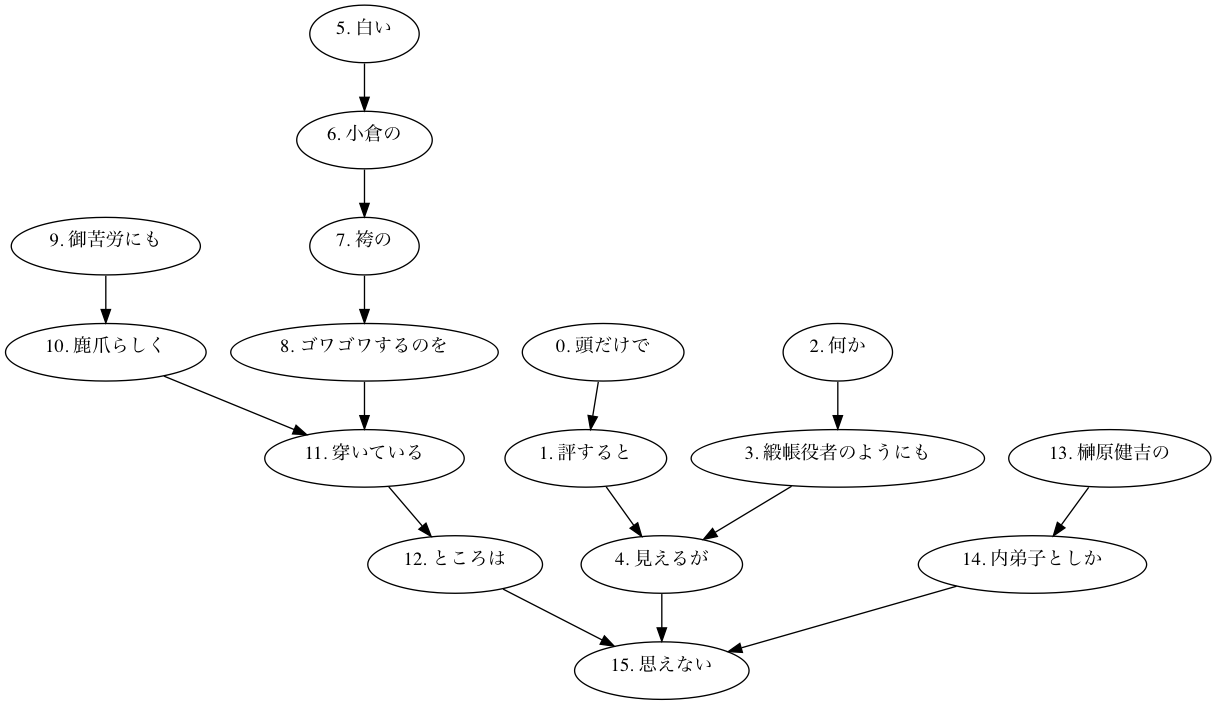 5. 白い
6. 小倉の
9. 御苦労にも
7. 袴の
10. 鹿爪らしく
8. ゴワゴワするのを
0. 頭だけで
2. 何か
11. 穿いている
1. 評すると
3. 緞帳役者のようにも
13. 榊原健吉の
12. ところは
4. 見えるが
14. 内弟子としか
15. 思えない